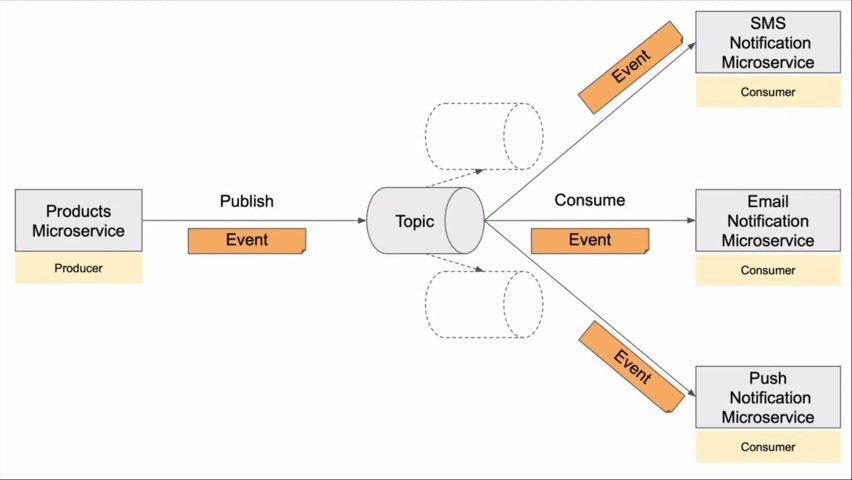 SMS
Notification
Microservice
Consumer
Event
Products
Microservice
Producer
Publish
Event
Topic
Consume
Event
Email
Notification
Microservice
Consumer
Event
Push
Notification
Microservice
Consumer